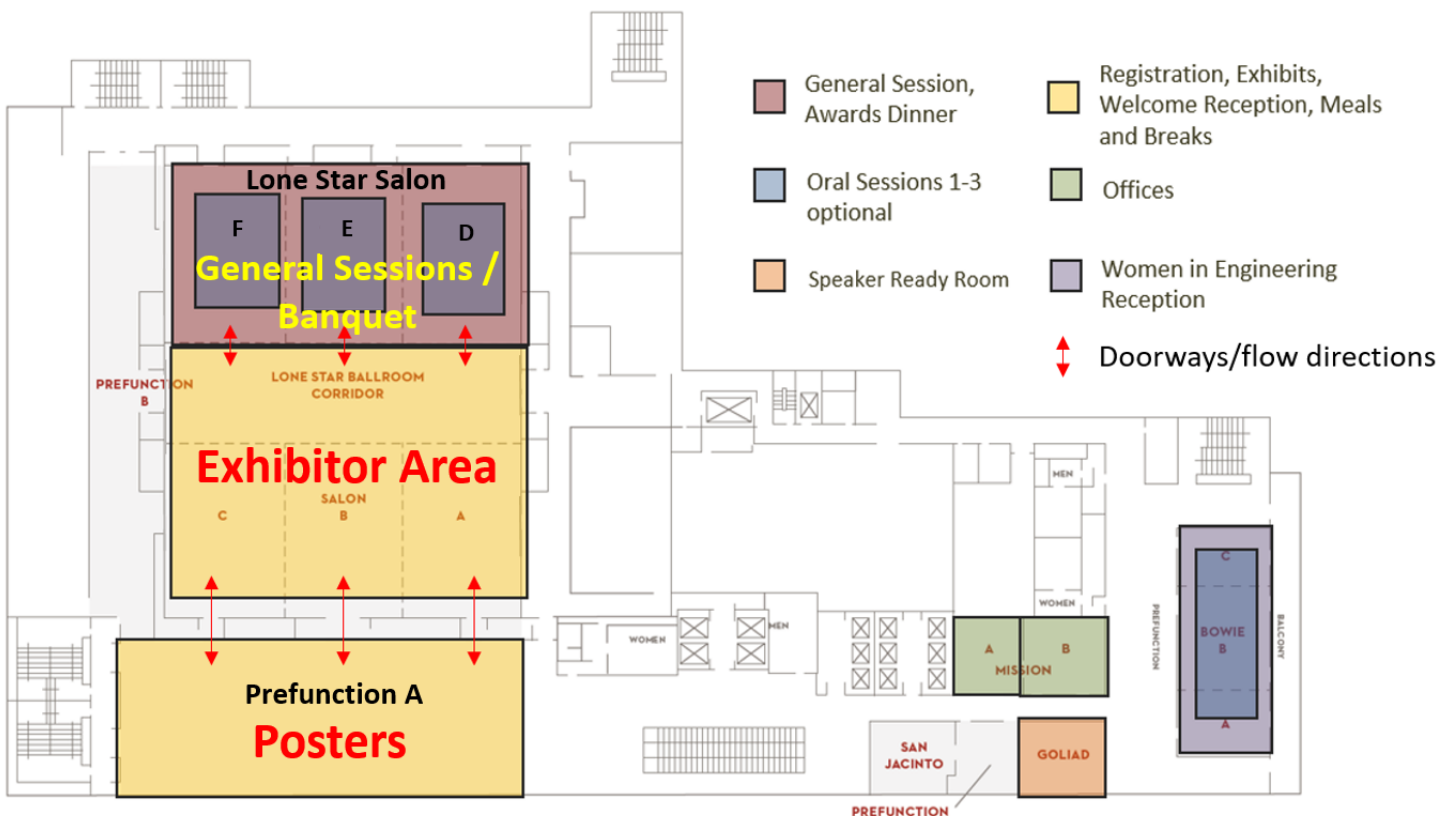 General Session,
Awards Dinner
Registration, Exhibits,
Welcome Reception, Meals
and Breaks
Oral Sessions 1-3
optional
Offices
Speaker Ready Room
Women in Engineering
Reception
Doorways/flow directions
Lone Star Salon
F
E
D
General Sessions /
Banquet
PREFUNCTION
B
LONE STAR BALLROOM
CORRIDOR
Exhibitor Area
SALON
C
B
A
Prefunction A
Posters
WOMEN
MEN
MEN
WOMEN
A
B
MISSION
SAN
JACINTO
PREFUNCTION
GOLIAD
PREFUNCTION
C
BOWIE
B
A
BALCONY